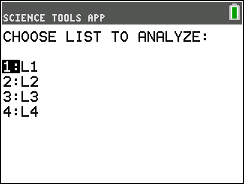 SCIENCE TOOLS APP
CHOOSE LIST TO ANALYZE:
1:L1
2:L2
3:L3
4:L4